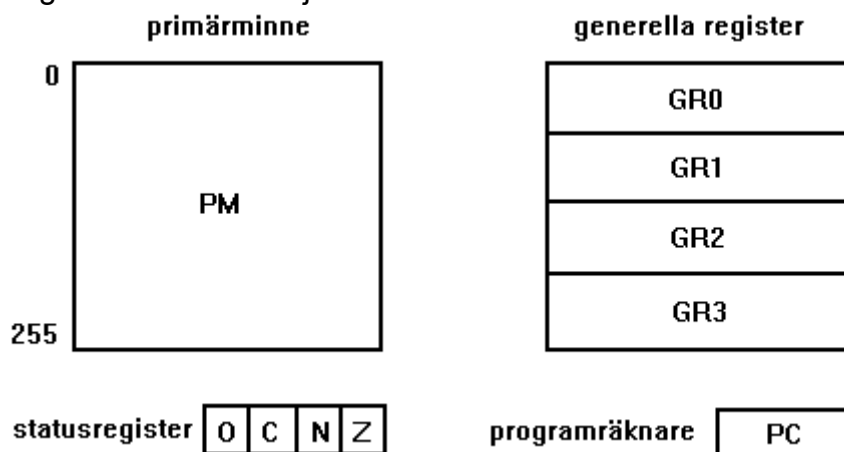 primärminne
generella register
0
PM
255
GR0
GR1
GR2
GR3
statusregister O C N Z
programräknare PC